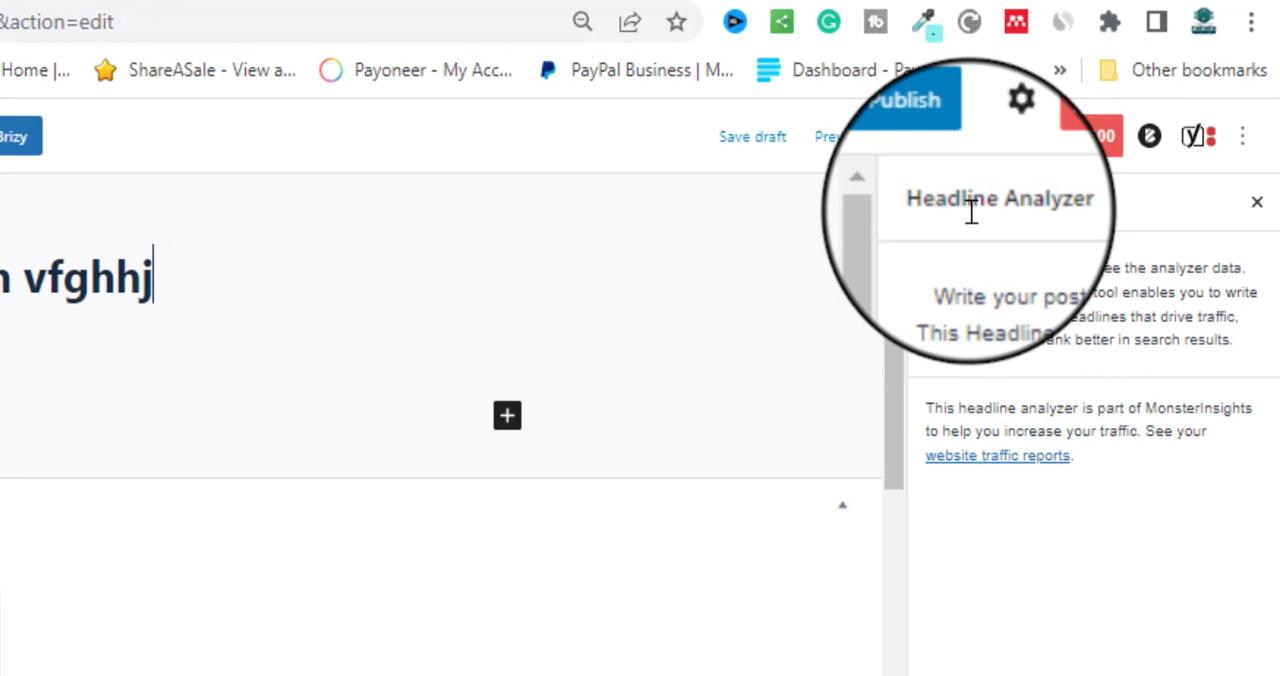 &action=edit
Home |... ShareASale - View a... Payoneer - My Acc... PayPal Business | M... Dashboard - Pa Other bookmarks
Brizy Save draft Prev Publish 00
Headline Analyzer
n vfghhj
Write your post ee the analyzer data.
This Headline tool enables you to write
eadlines that drive traffic,
ank better in search results.
This headline analyzer is part of MonsterInsights
to help you increase your traffic. See your
website traffic reports.